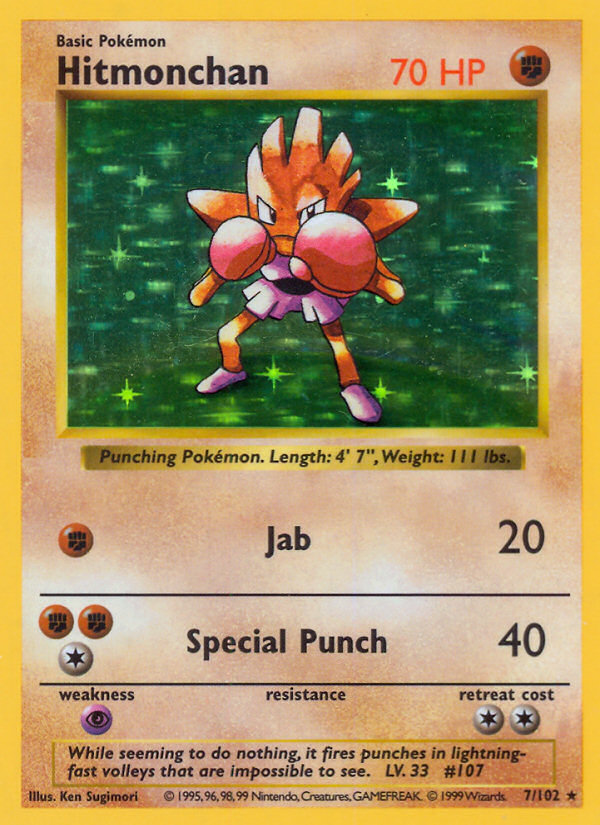 Basic Pokémon
Hitmonchan 70 HP
Punching Pokémon. Length: 4' 7", Weight: 111 lbs.
Jab 20
Special Punch 40
weakness resistance retreat cost
While seeming to do nothing, it fires punches in lightning-
fast volleys that are impossible to see. LV. 33 #107
Illus. Ken Sugimori © 1995, 96, 98, 99 Nintendo, Creatures, GAMEFREAK. © 1999 Wizards. 7/102 ★